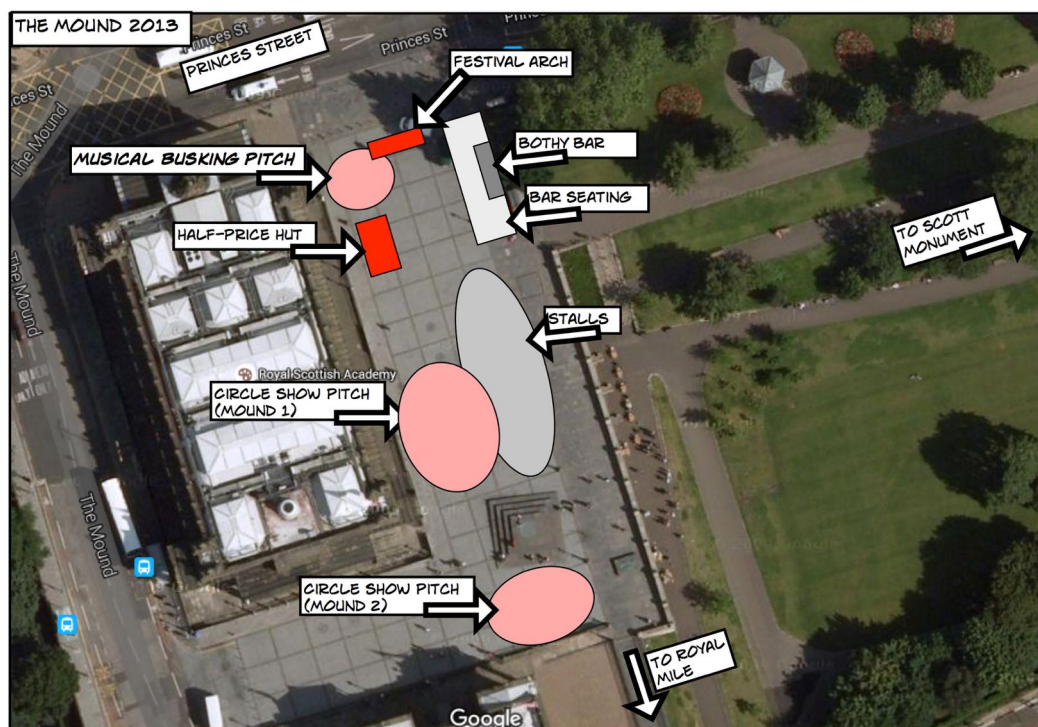 THE MOUND 2013
Princes St
Princes St
Princes St
PRINCES STREET
FESTIVAL ARCH
The Mound
MUSICAL BUSKING PITCH
BOTHY BAR
BAR SEATING
HALF-PRICE HUT
TO SCOTT
MONUMENT
The Mound
STALLS
Royal Scottish Academy
CIRCLE SHOW PITCH
(MOUND 1)
The Mound
CIRCLE SHOW PITCH
(MOUND 2)
TO ROYAL
MILE
Google